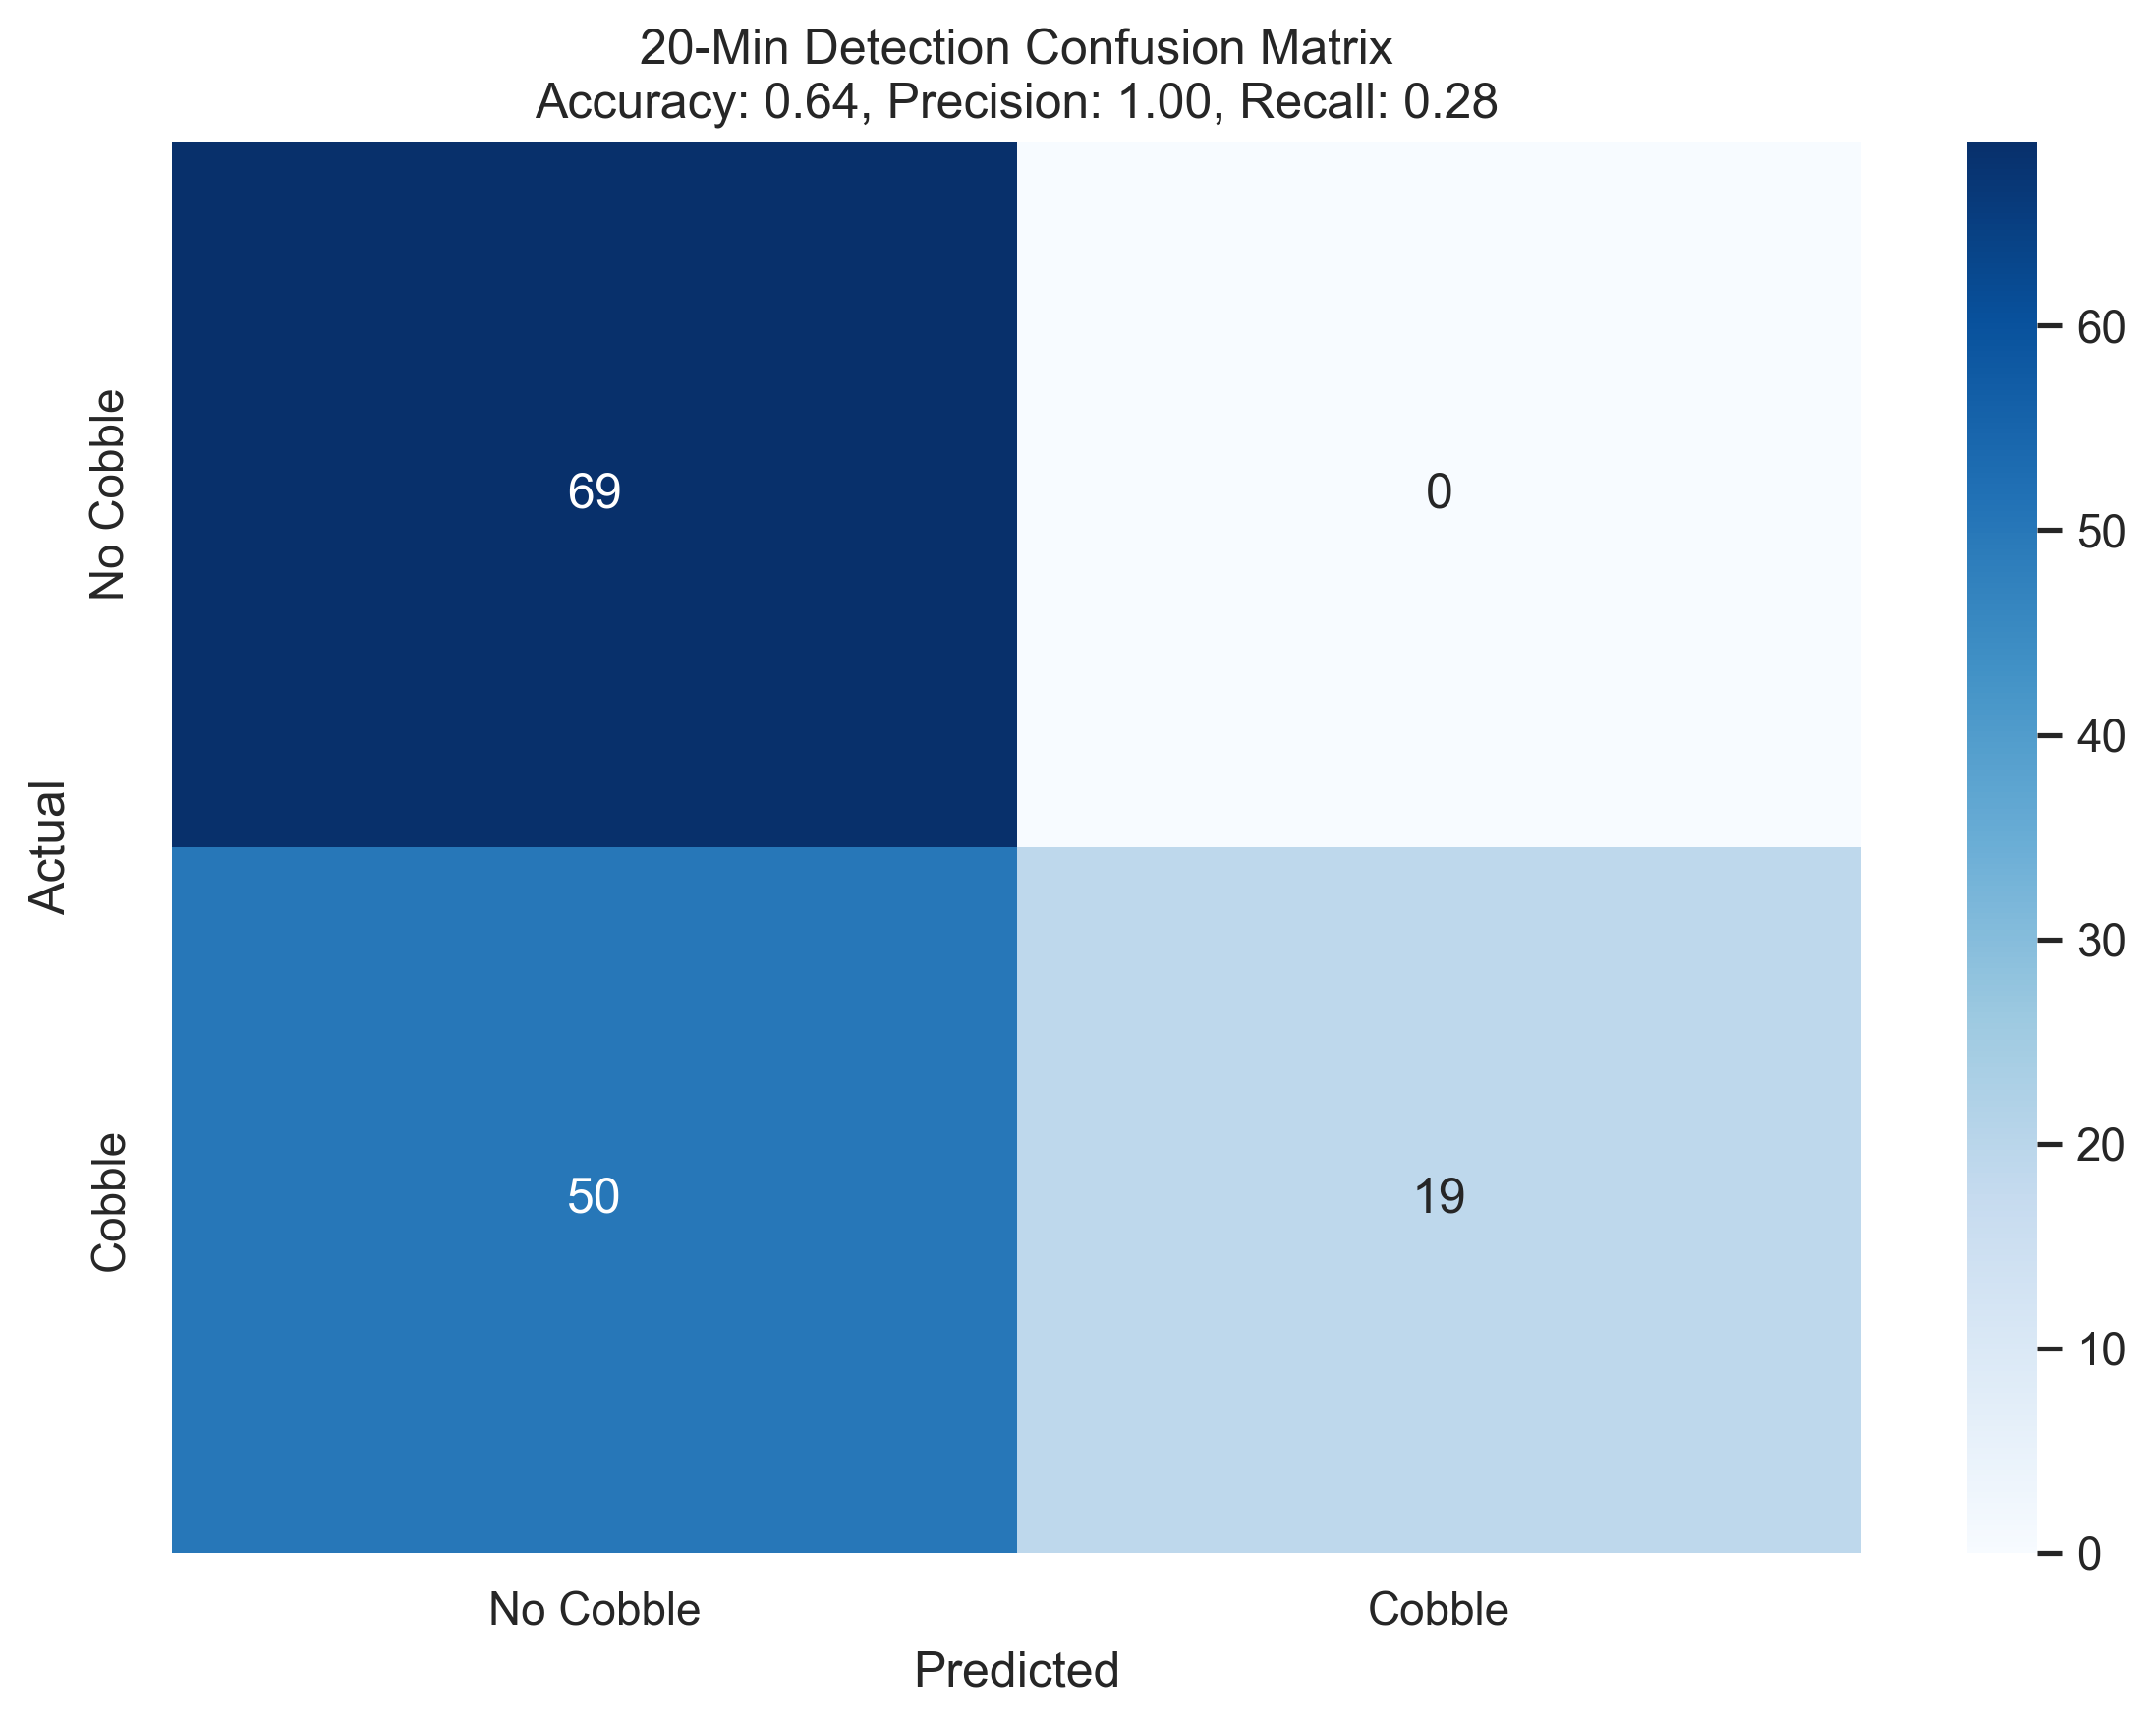 20-Min Detection Confusion Matrix
Accuracy: 0.64, Precision: 1.00, Recall: 0.28
Actual
No Cobble
Cobble
69
0
50
19
No Cobble
Cobble
Predicted
60
50
40
30
20
10
0